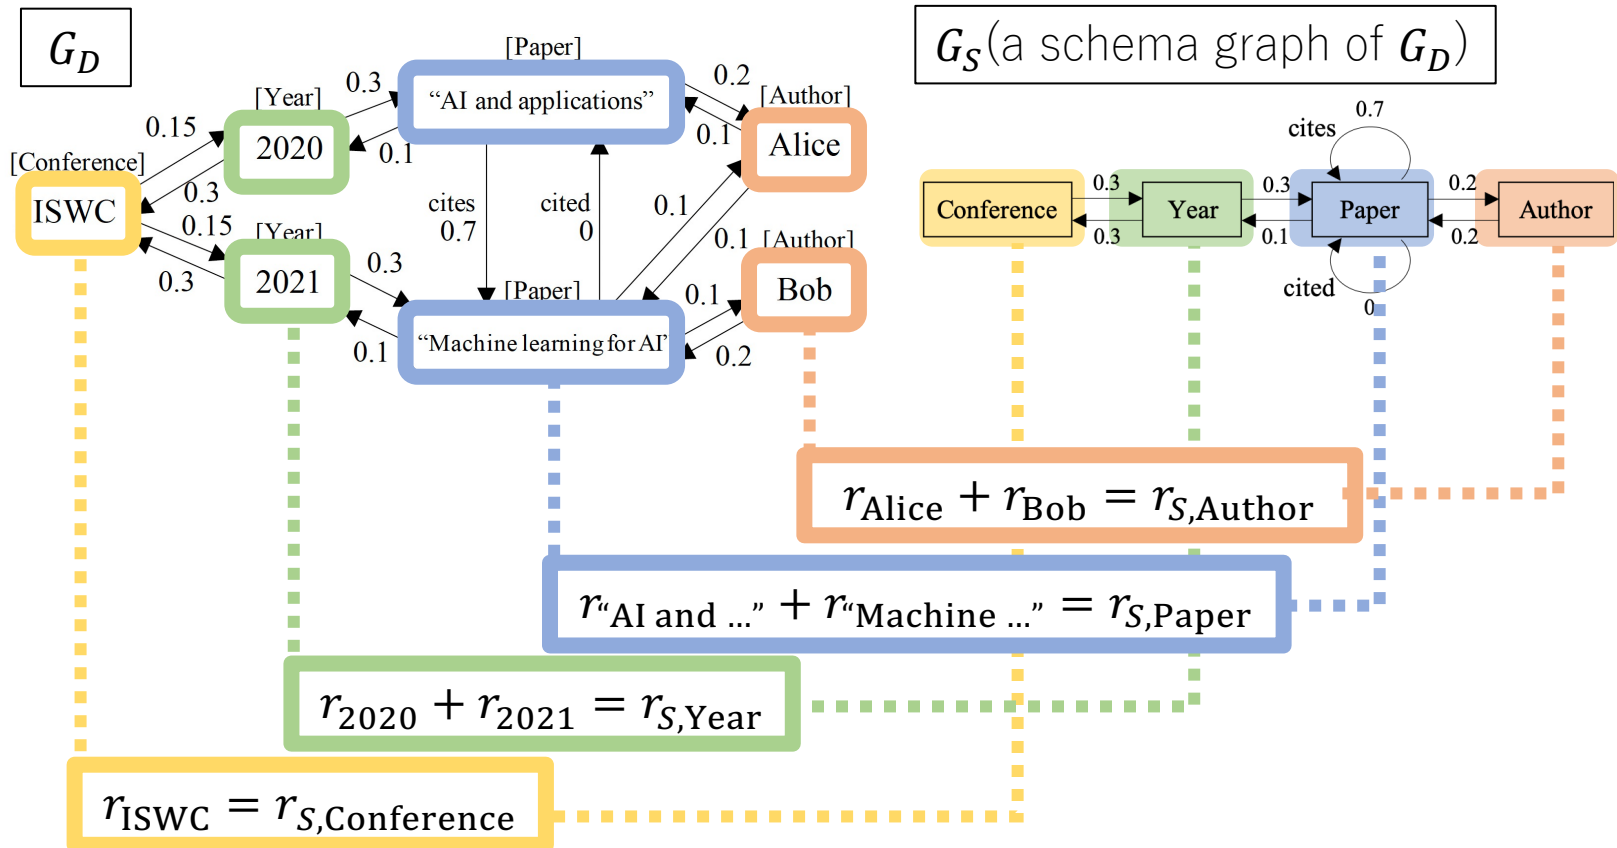 G_D
G_S(a schema graph of G_D)
[Paper]
"AI and applications"
[Year]
2020
[Author]
Alice
[Conference]
ISWC
[Year]
2021
[Author]
Bob
[Paper]
"Machine learning for AI"
0.15
0.3
0.3
0.1
0.2
0.1
0.15
0.3
0.3
0.1
cites
0.7
cited
0
0.1
0.1
0.1
0.2
0.7
cites
Conference
0.3
0.3
Year
0.3
0.1
Paper
0.2
0.2
Author
cited
0
r_Alice + r_Bob = r_S,Author
r_"AI and ..." + r_"Machine ..." = r_S,Paper
r_2020 + r_2021 = r_S,Year
r_ISWC = r_S,Conference